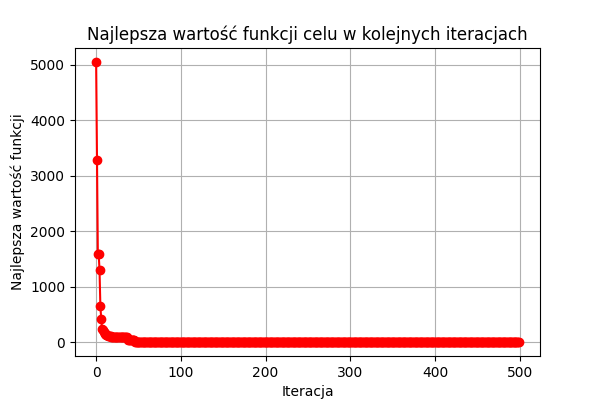 Najlepsza wartość funkcji celu w kolejnych iteracjach
Najlepsza wartość funkcji
5000
4000
3000
2000
1000
0
0 100 200 300 400 500
Iteracja